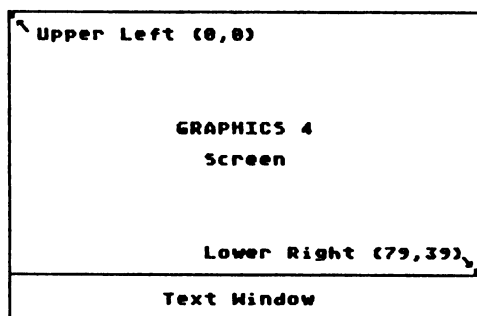 Upper Left (0,0)
GRAPHICS 4
Screen
Lower Right (79,39)
Text Window